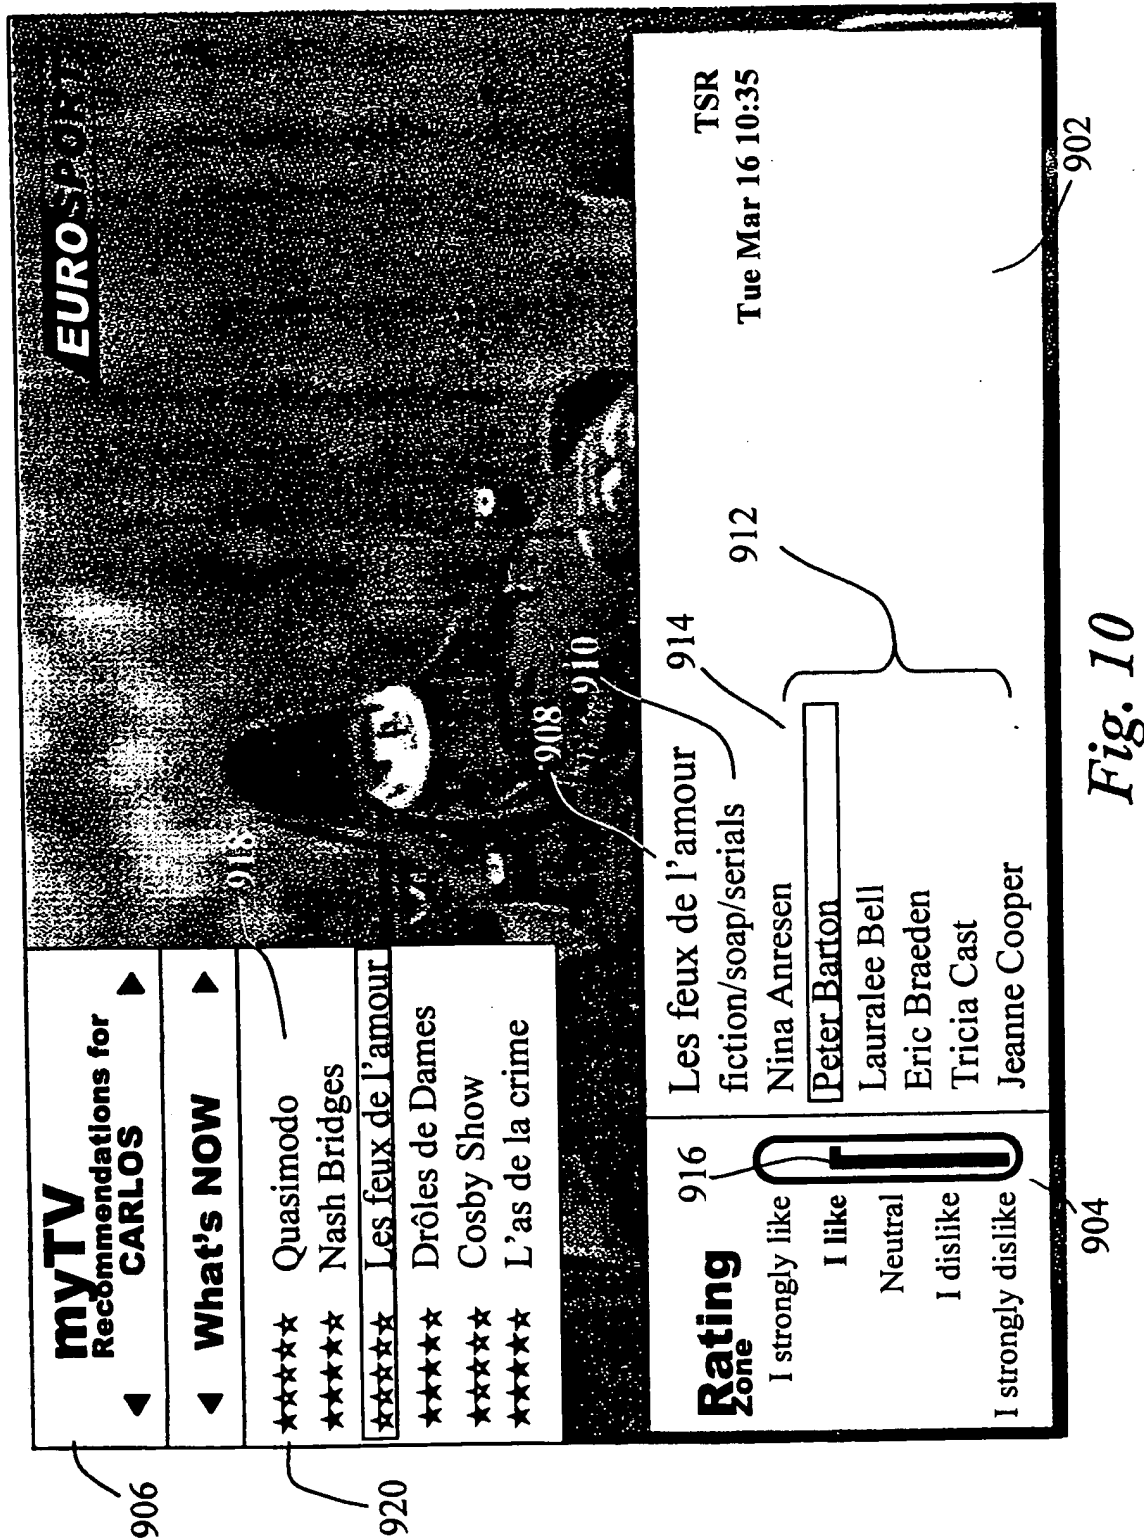 906
myTV
Recommendations for
CARLOS
What's NOW
918
920
★★★★★ Quasimodo
★★★★★ Nash Bridges
★★★★★ Les feux de l'amour
★★★★★ Drôles de Dames
★★★★★ Cosby Show
★★★★★ L'as de la crime
EUROSPORT
908
910
Rating
Zone
916
I strongly like
I like
Neutral
I dislike
I strongly dislike
904
Les feux de l'amour
fiction/soap/serials
914
912
Nina Anresen
Peter Barton
Lauralee Bell
Eric Braeden
Tricia Cast
Jeanne Cooper
TSR
Tue Mar 16 10:35
902
Fig. 10